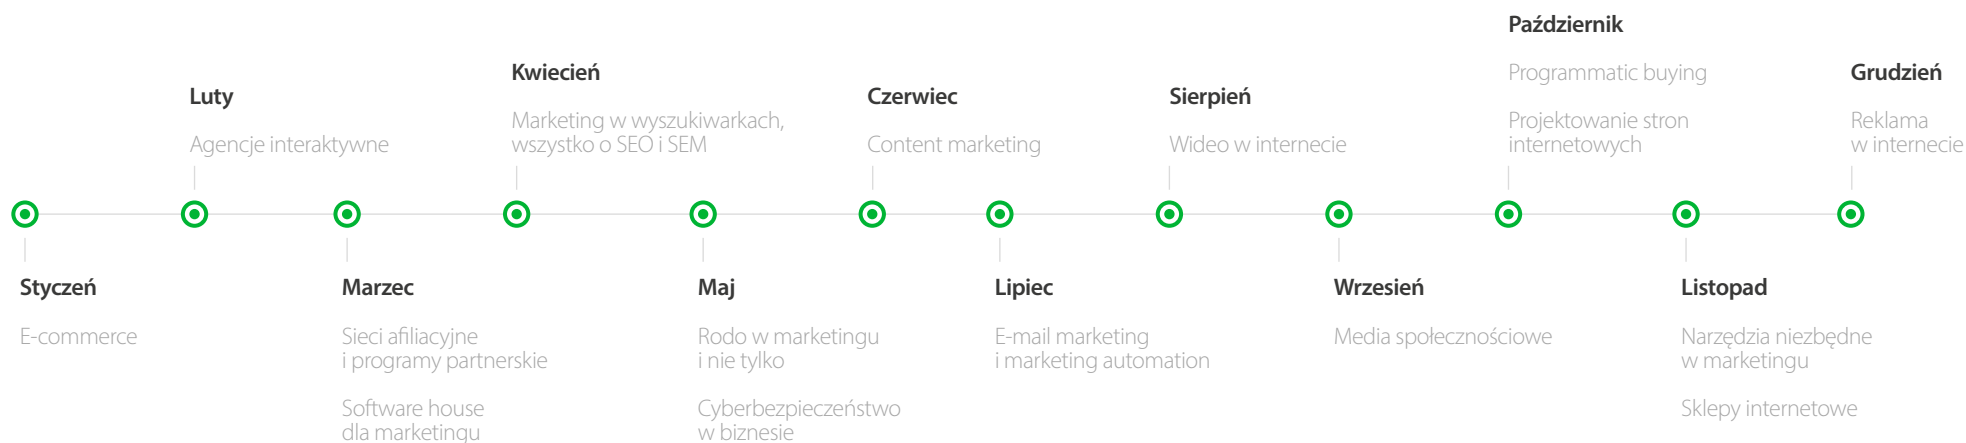 Styczeń
E-commerce
Luty
Agencje interaktywne
Marzec
Sieci afiliacyjne
i programy partnerskie
Software house
dla marketingu
Kwiecień
Marketing w wyszukiwarkach,
wszystko o SEO i SEM
Maj
Rodo w marketingu
i nie tylko
Cyberbezpieczeństwo
w biznesie
Czerwiec
Content marketing
Lipiec
E-mail marketing
i marketing automation
Sierpień
Wideo w internecie
Wrzesień
Media społecznościowe
Październik
Programmatic buying
Projektowanie stron
internetowych
Listopad
Narzędzia niezbędne
w marketingu
Sklepy internetowe
Grudzień
Reklama
w internecie